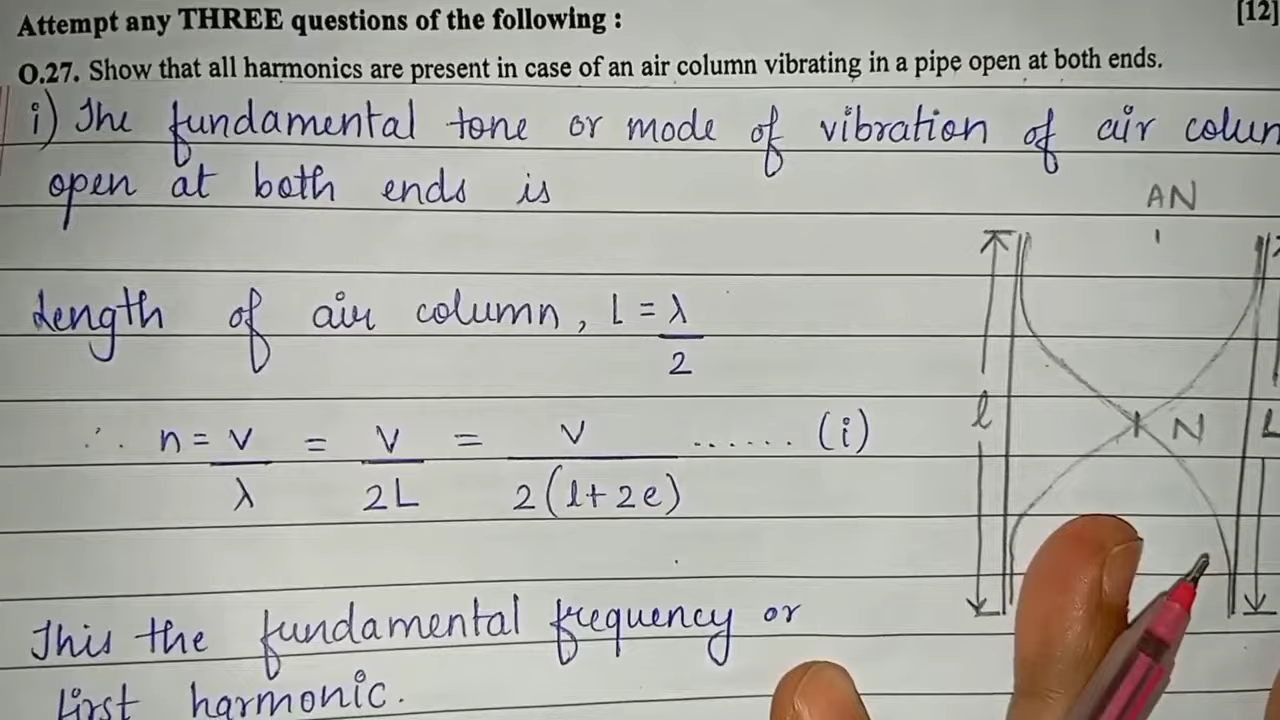 Attempt any THREE questions of the following :
[12]
Q.27. Show that all harmonics are present in case of an air column vibrating in a pipe open at both ends.
i) The fundamental tone or mode of vibration of air
open at both ends is
AN
Length of air column, L = λ/2
l
N
L
∴ n = v/λ = v/2L = v/2(l+2e) ...... (i)
This the fundamental frequency or
first harmonic.